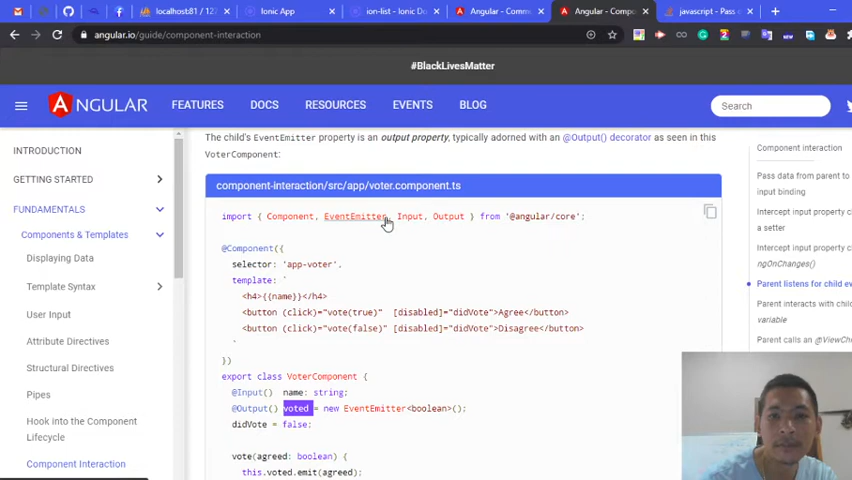 localhost:81 / 127
Ionic App
ion-list - Ionic Do
Angular - Comm
Angular - Compo
javascript - Pass
angular.io/guide/component-interaction
#BlackLivesMatter
ANGULAR
FEATURES
DOCS
RESOURCES
EVENTS
BLOG
Search
INTRODUCTION
GETTING STARTED
FUNDAMENTALS
Components & Templates
Displaying Data
Template Syntax
User Input
Attribute Directives
Structural Directives
Pipes
Hook into the Component
Lifecycle
Component Interaction
The child's EventEmitter property is an output property, typically adorned with an @Output() decorator as seen in this
VoterComponent:
component-interaction/src/app/voter.component.ts
import { Component, EventEmitter, Input, Output } from '@angular/core';
@Component({
selector: 'app-voter',
template: `
<h4>{{name}}</h4>
<button (click)="vote(true)"  [disabled]="didVote">Agree</button>
<button (click)="vote(false)" [disabled]="didVote">Disagree</button>
`
})
export class VoterComponent {
@Input()  name: string;
@Output() voted = new EventEmitter<boolean>();
didVote = false;
vote(agreed: boolean) {
this.voted.emit(agreed);
Component interaction
Pass data from parent to
input binding
Intercept input property c
a setter
Intercept input property c
ngOnChanges()
Parent listens for child ev
Parent interacts with child
variable
Parent calls an @ViewCh